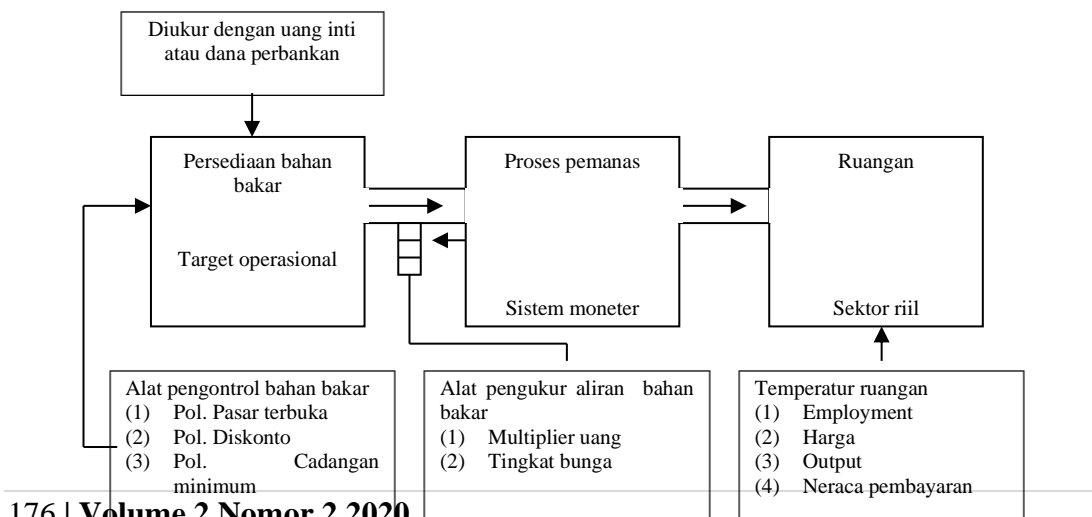 Diukur dengan uang inti
atau dana perbankan
Persediaan bahan
bakar
Target operasional
Proses pemanas
Sistem moneter
Ruangan
Sektor riil
Alat pengontrol bahan bakar
(1) Pol. Pasar terbuka
(2) Pol. Diskonto
(3) Pol. Cadangan
minimum
Alat pengukur aliran bahan
bakar
(1) Multiplier uang
(2) Tingkat bunga
Temperatur ruangan
(1) Employment
(2) Harga
(3) Output
(4) Neraca pembayaran
176 | Volume 2 Nomor 2 2020